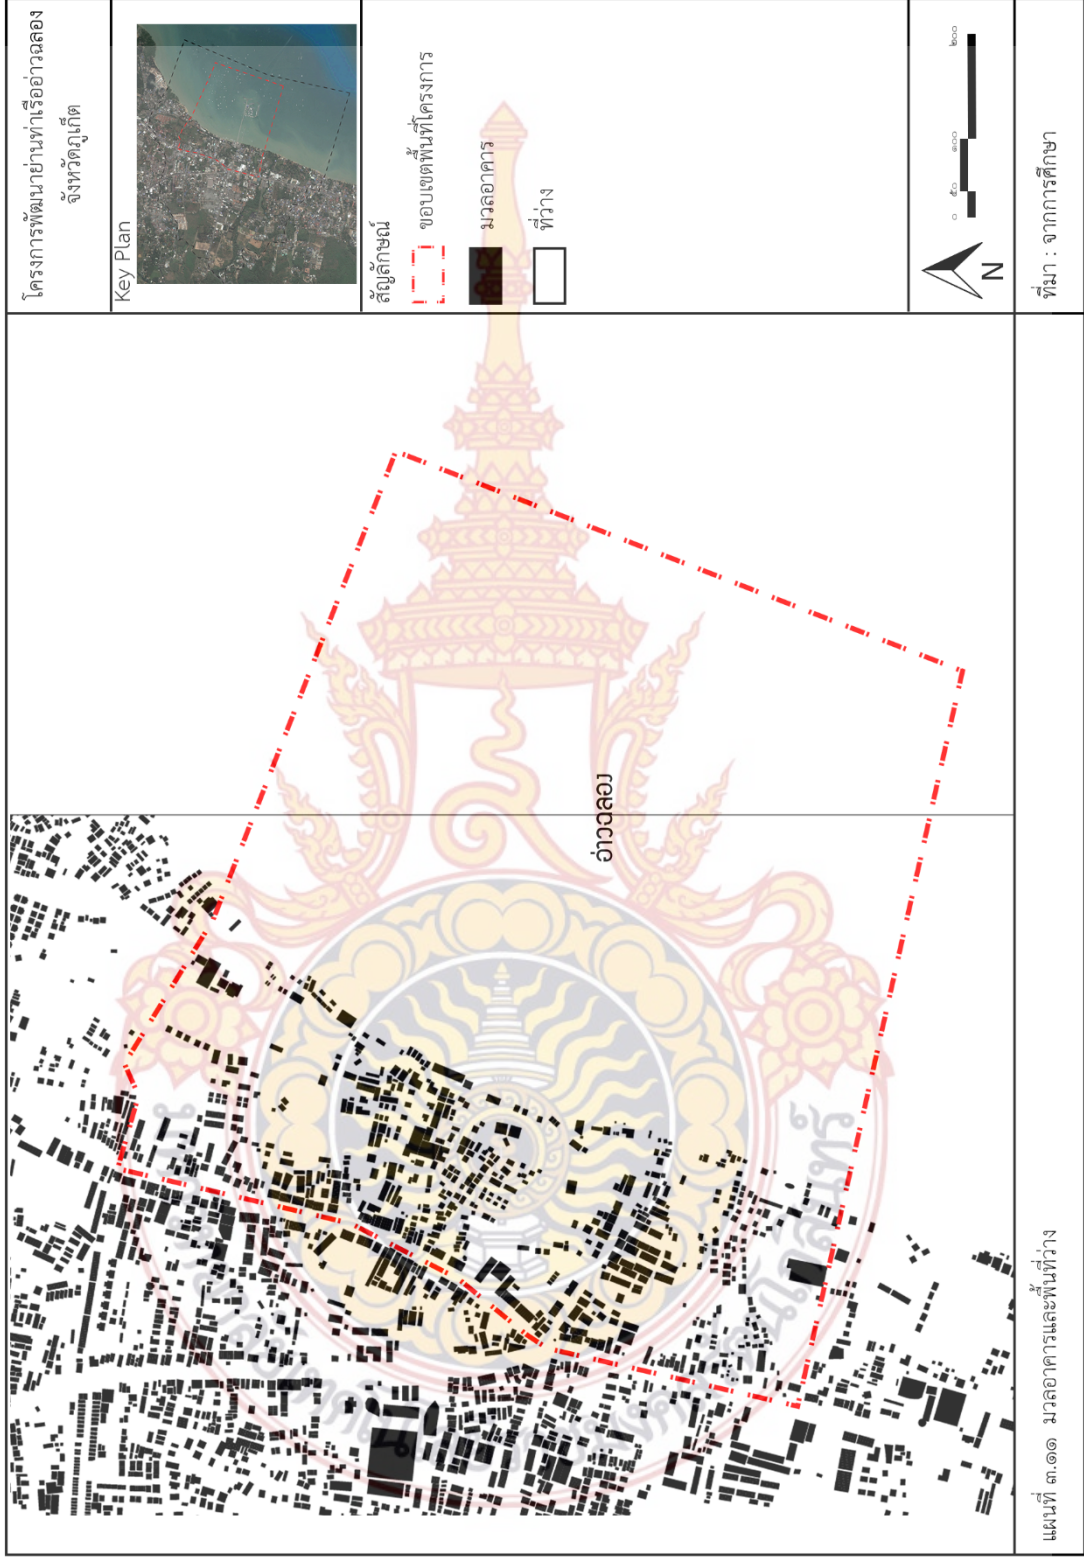 โครงการพัฒนาย่านท่าเรืออ่าวฉลอง
จังหวัดภูเก็ต
Key Plan
สัญลักษณ์
ขอบเขตพื้นที่โครงการ
มวลอาคาร
ที่ว่าง
๐ ๕๐ ๑๐๐ ๒๐๐
N
ที่มา : จากการศึกษา
อ่าวฉลอง
แผนที่ ๓.๑๑ มวลอาคารและพื้นที่ว่าง